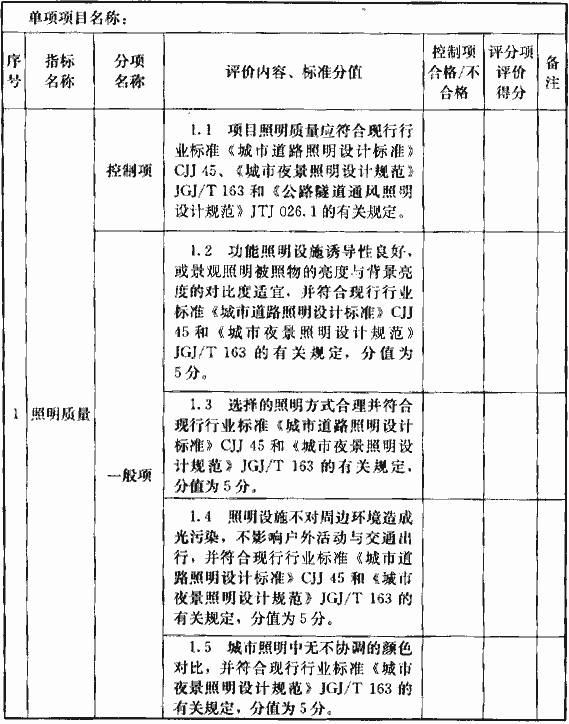 单项项目名称：
序号 指标名称 分项名称 评价内容、标准分值 控制项合格/不合格 评分项评价得分 备注
1 照明质量
控制项
1.1 项目照明质量应符合现行行
业标准《城市道路照明设计标准》
CJJ 45、《城市夜景照明设计规范》
JGJ/T 163 和《公路隧道通风照明
设计规范》JTJ 026.1 的有关规定。
一般项
1.2 功能照明设施诱导性良好，
或景观照明被照物的亮度与背景亮
度的对比度适宜，并符合现行行业
标准《城市道路照明设计标准》CJJ
45 和《城市夜景照明设计规范》
JGJ/T 163 的有关规定，分值为
5分。
1.3 选择的照明方式合理并符合
现行行业标准《城市道路照明设计
标准》CJJ 45 和《城市夜景照明设
计规范》JGJ/T 163 的有关规定，
分值为5分。
1.4 照明设施不对周边环境造成
光污染，不影响户外活动与交通出
行，并符合现行行业标准《城市道
路照明设计标准》CJJ 45 和《城市
夜景照明设计规范》JGJ/T 163 的
有关规定，分值为5分。
1.5 城市照明中无不协调的颜色
对比，并符合现行行业标准《城市
夜景照明设计规范》JGJ/T 163 的
有关规定，分值为5分。